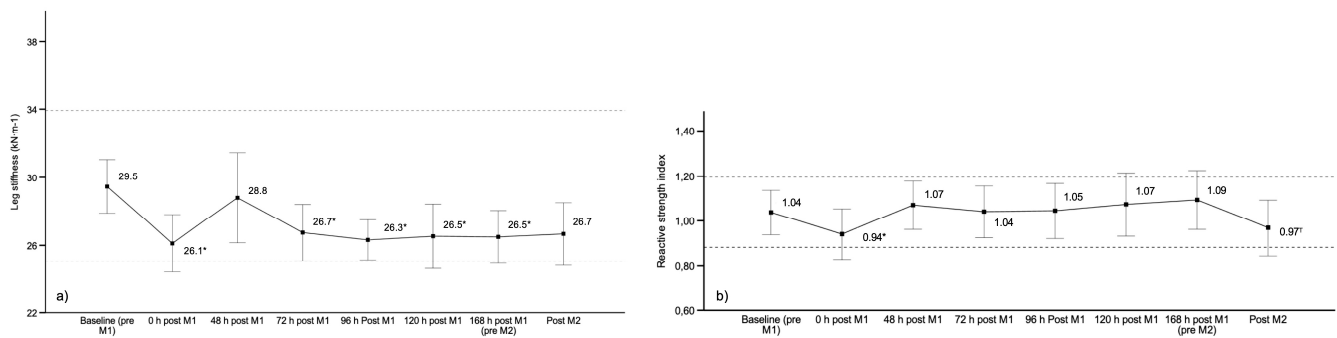 38
34
30
26
22
Leg stiffness (kN·m-1)
29.5
26.1*
28.8
26.7*
26.3*
26.5*
26.5*
26.7
a)
Baseline (pre
M1)
0 h post M1
48 h post M1
72 h post M1
96 h Post M1
120 h post M1
168 h post M1
(pre M2)
Post M2
1,40
1,20
1,00
0,80
0,60
Reactive strength index
1.04
0.94*
1.07
1.04
1.05
1.07
1.09
0.97†
b)
Baseline (pre
M1)
0 h post M1
48 h post M1
72 h post M1
96 h Post M1
120 h post M1
168 h post M1
(pre M2)
Post M2